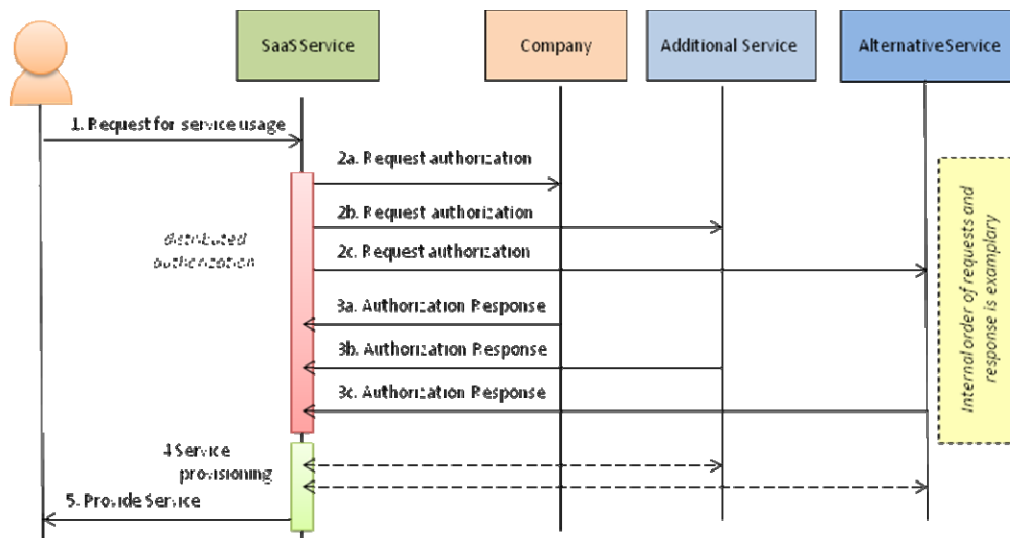 SaaS Service
Company
Additional Service
AlternativeService
1. Request for service usage
2a. Request authorization
2b. Request authorization
distributed
authorization
2c. Request authorization
3a. Authorization Response
3b. Authorization Response
3c. Authorization Response
Internal order of requests and
response is examplary
4 Service
provisioning
5. Provide Service